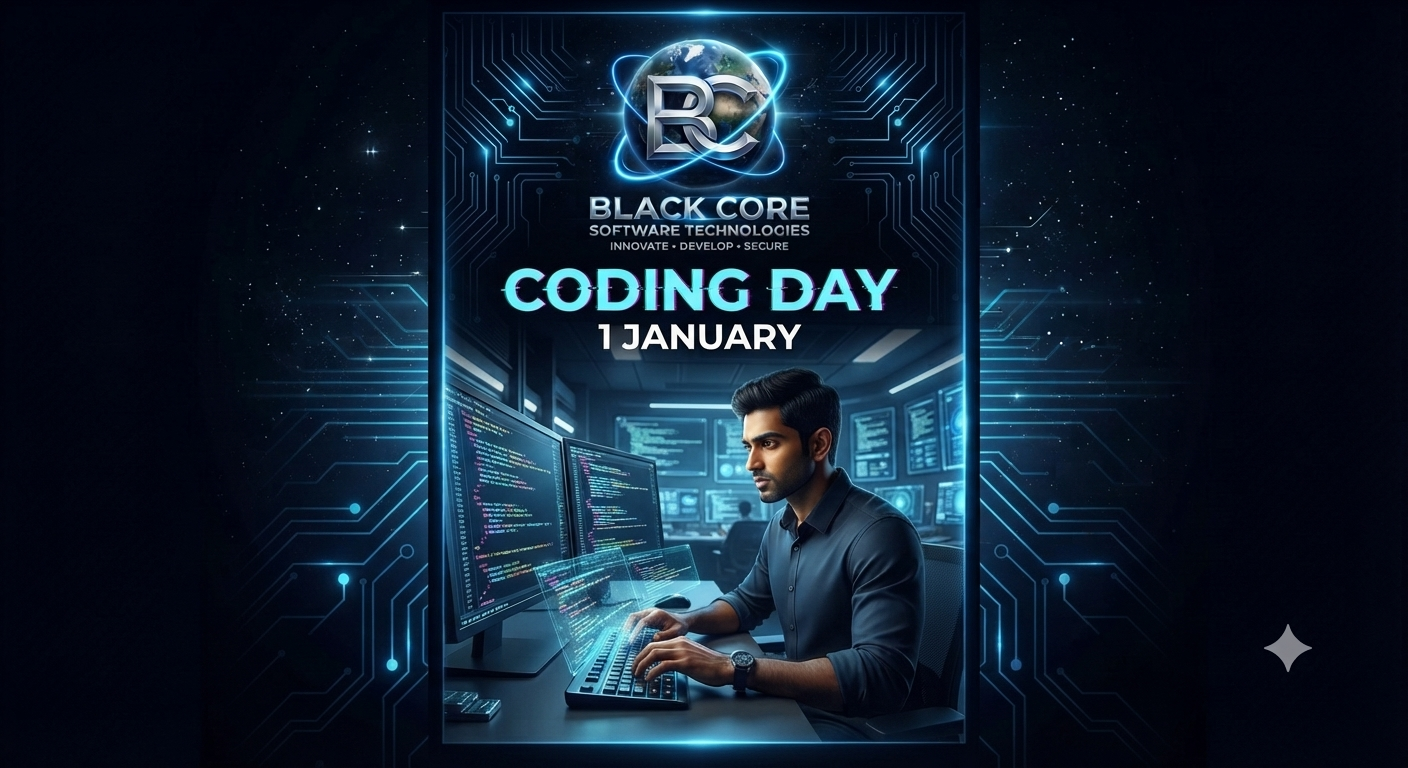 BC
BLACK CORE
SOFTWARE TECHNOLOGIES
INNOVATE • DEVELOP • SECURE
CODING DAY
1 JANUARY